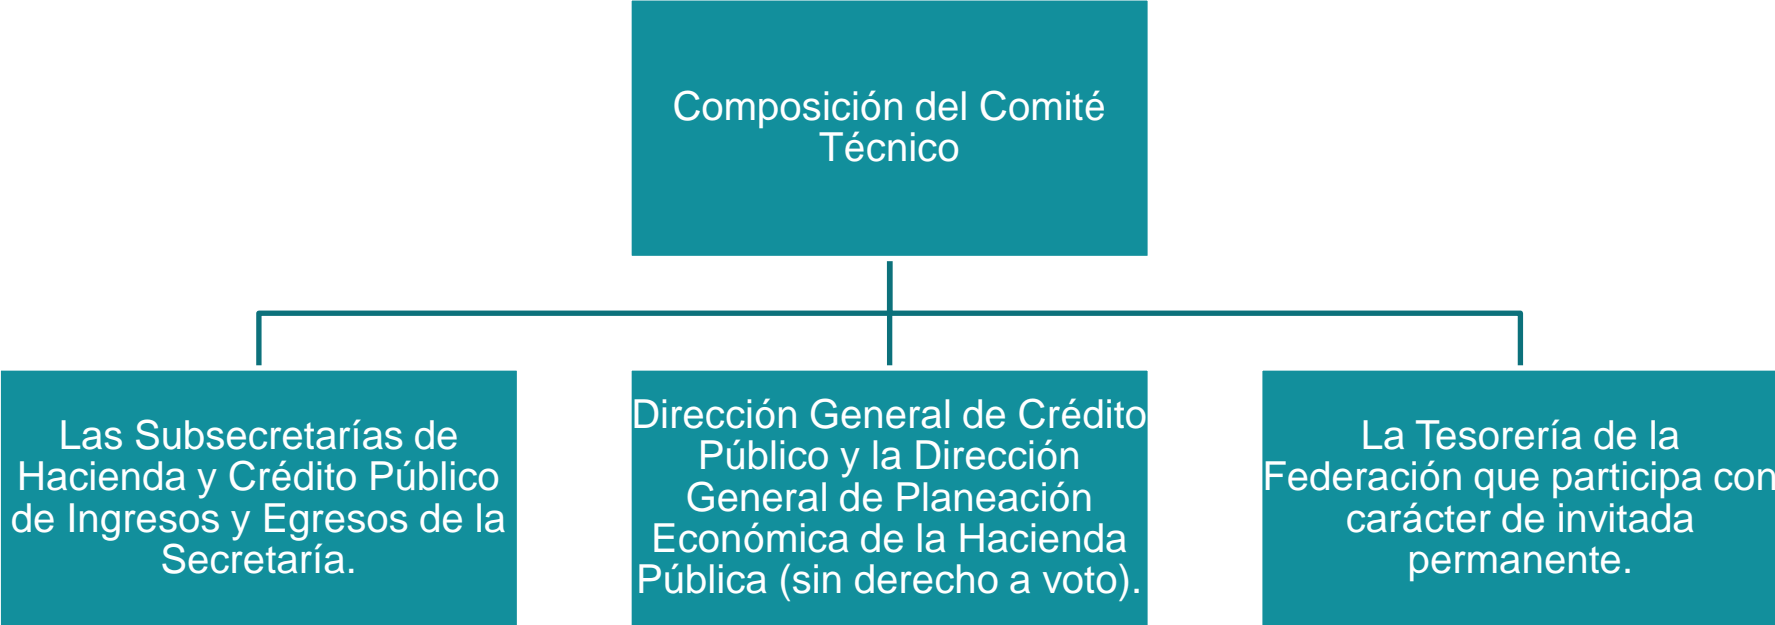 Composición del Comité
Técnico
Las Subsecretarías de
Hacienda y Crédito Público
de Ingresos y Egresos de la
Secretaría.
Dirección General de Crédito
Público y la Dirección
General de Planeación
Económica de la Hacienda
Pública (sin derecho a voto).
La Tesorería de la
Federación que participa con
carácter de invitada
permanente.